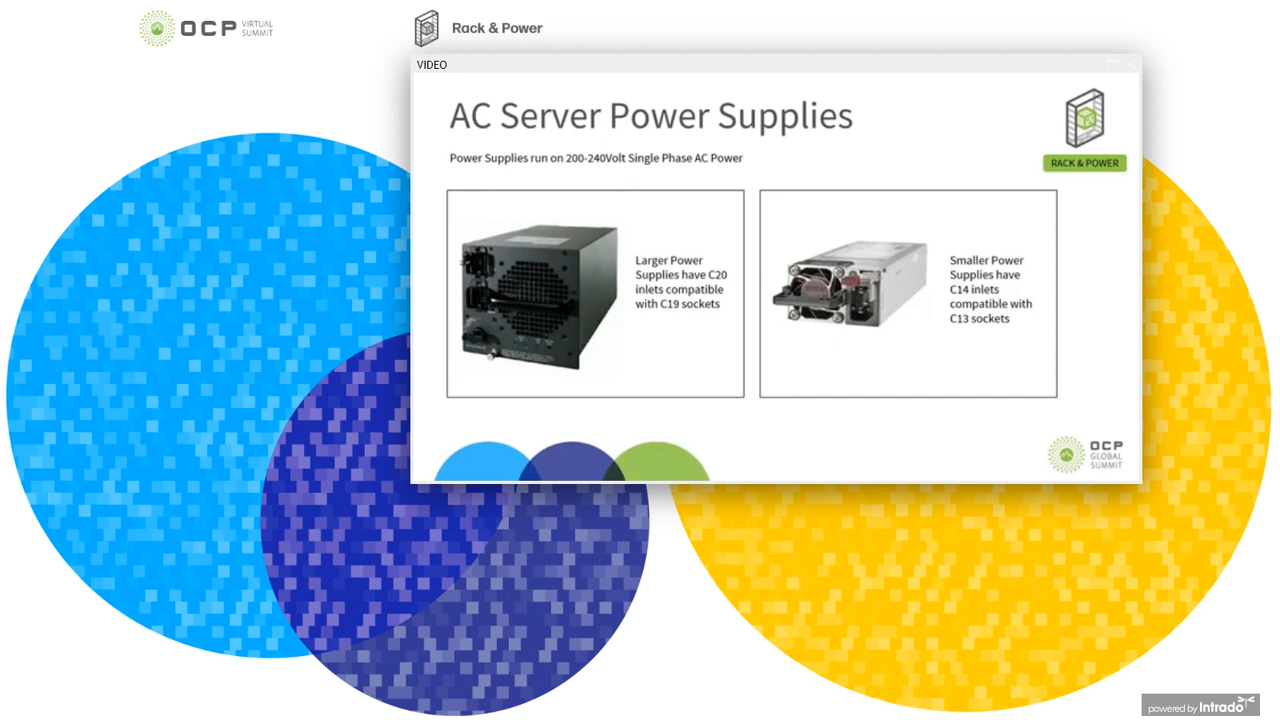 OCP VIRTUAL
SUMMIT
Rack & Power
VIDEO
AC Server Power Supplies
Power Supplies run on 200-240Volt Single Phase AC Power
RACK & POWER
Larger Power
Supplies have C20
inlets compatible
with C19 sockets
Smaller Power
Supplies have
C14 inlets
compatible with
C13 sockets
OCP
GLOBAL
SUMMIT
powered by Intrado